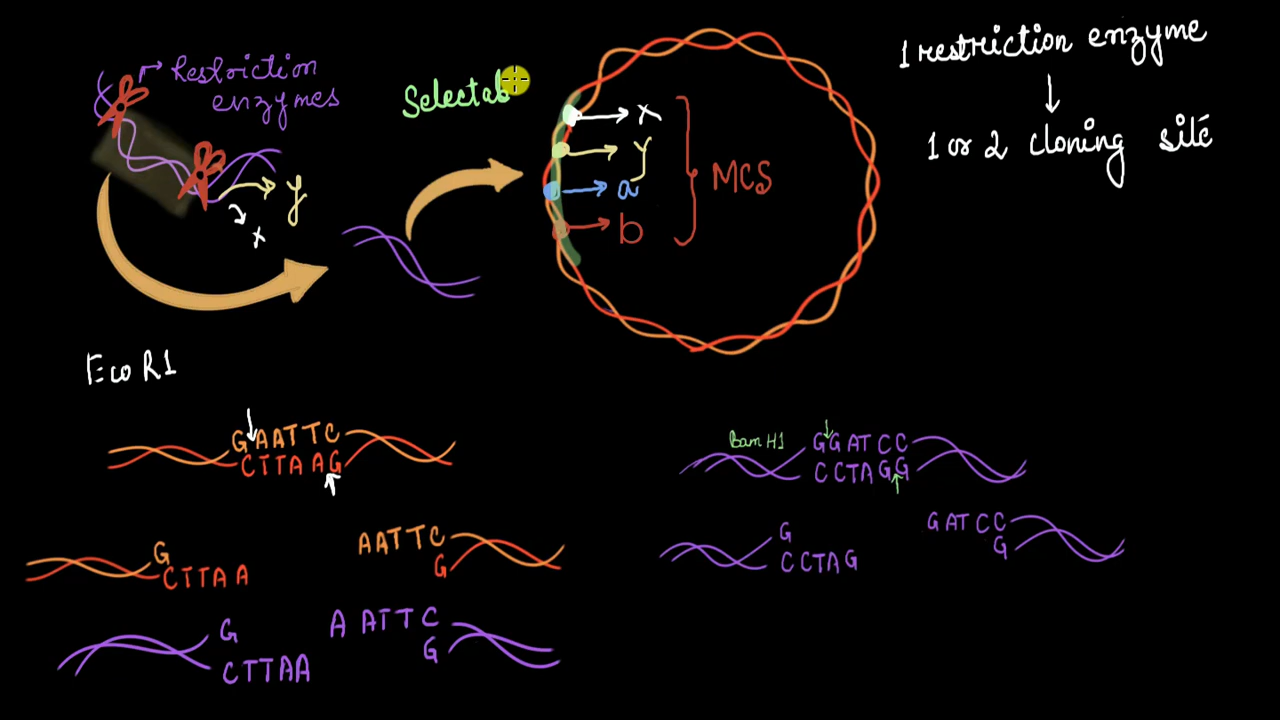 Restriction
enzymes
Selectab
1 restriction enzyme
1 or 2 cloning site
x
y
a
b
MCS
y
x
EcoR1
GAATTC
CTTAAG
BamH1
GGATCC
CCTAGG
G
CTTAA
AATTC
G
G
CCTAG
GATCC
G
G
CTTAA
AATTC
G